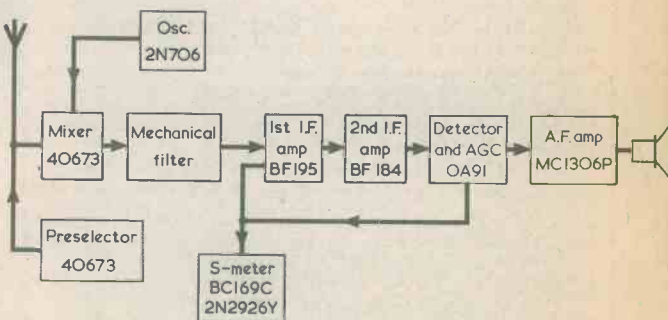 Osc.
2N706
Mixer
40673
Mechanical
filter
1st I.F.
amp
BF195
2nd I.F.
amp
BF 184
Detector
and AGC
OA91
A.F. amp
MC1306P
Preselector
40673
S-meter
BC169C
2N2926Y